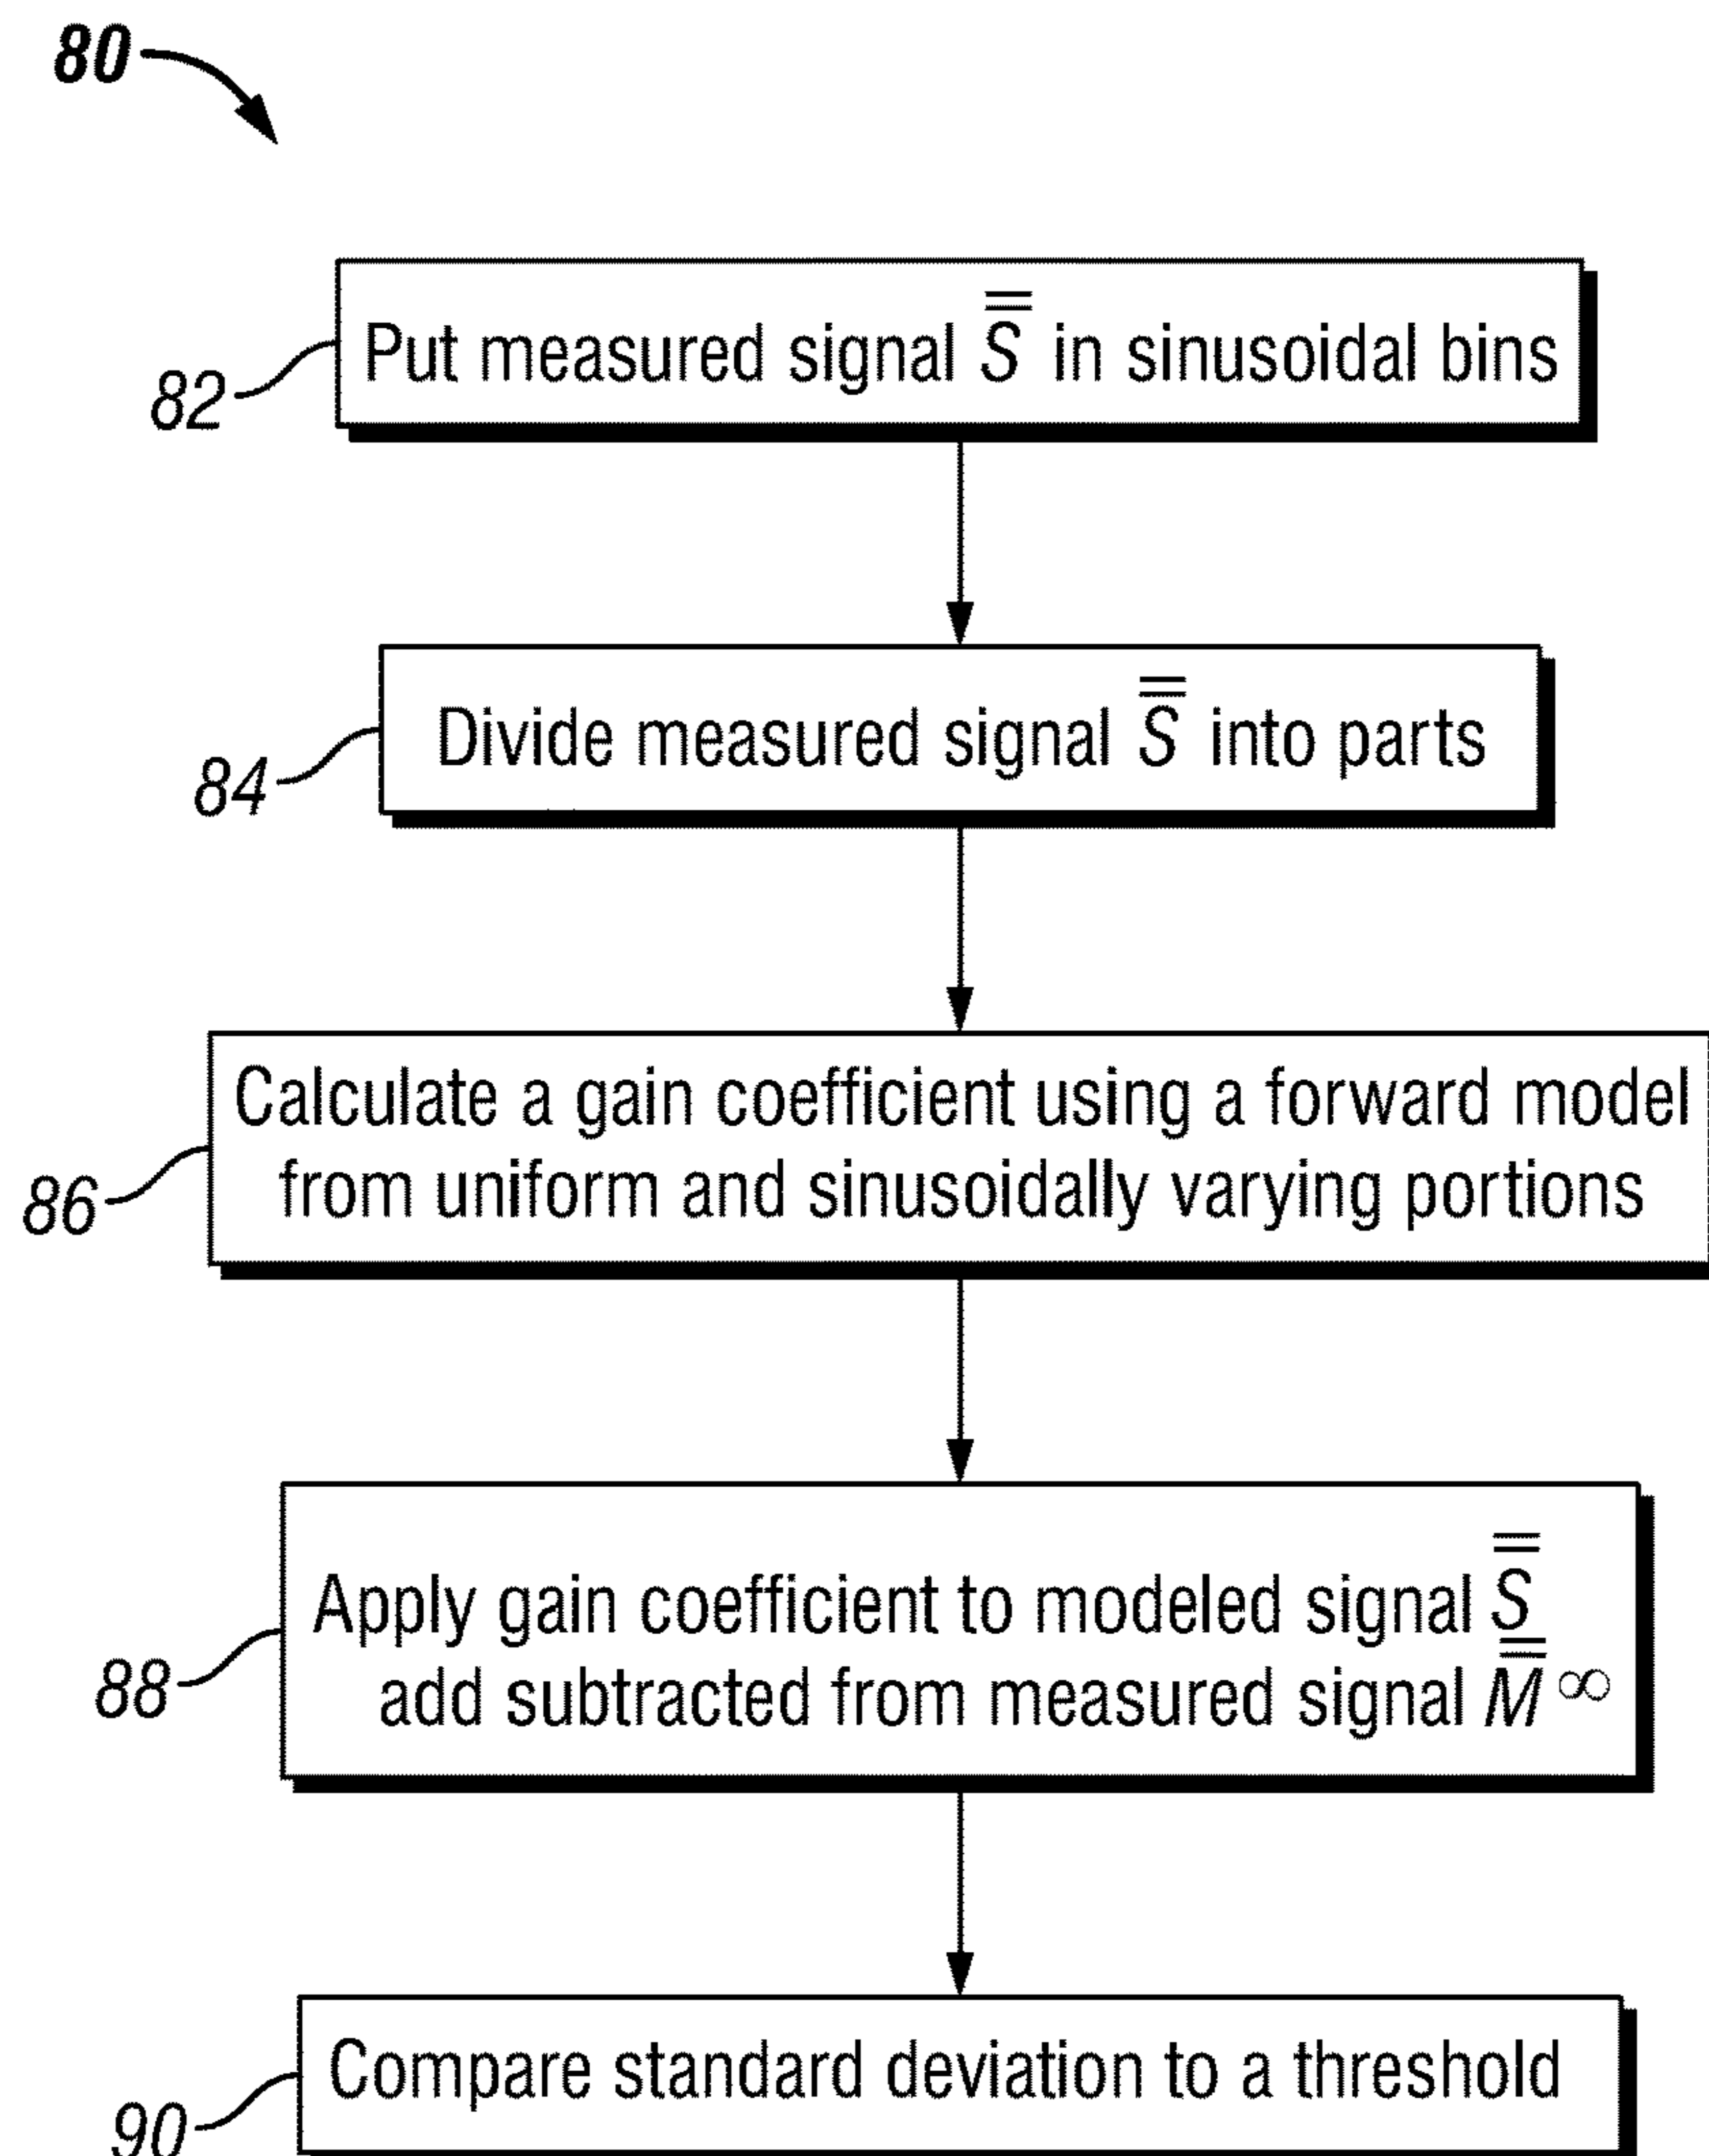 80
Put measured signal S̿ in sinusoidal bins
82
Divide measured signal S̿ into parts
84
Calculate a gain coefficient using a forward model
from uniform and sinusoidally varying portions
86
Apply gain coefficient to modeled signal S̿
add subtracted from measured signal M̿ ∞
88
Compare standard deviation to a threshold
90